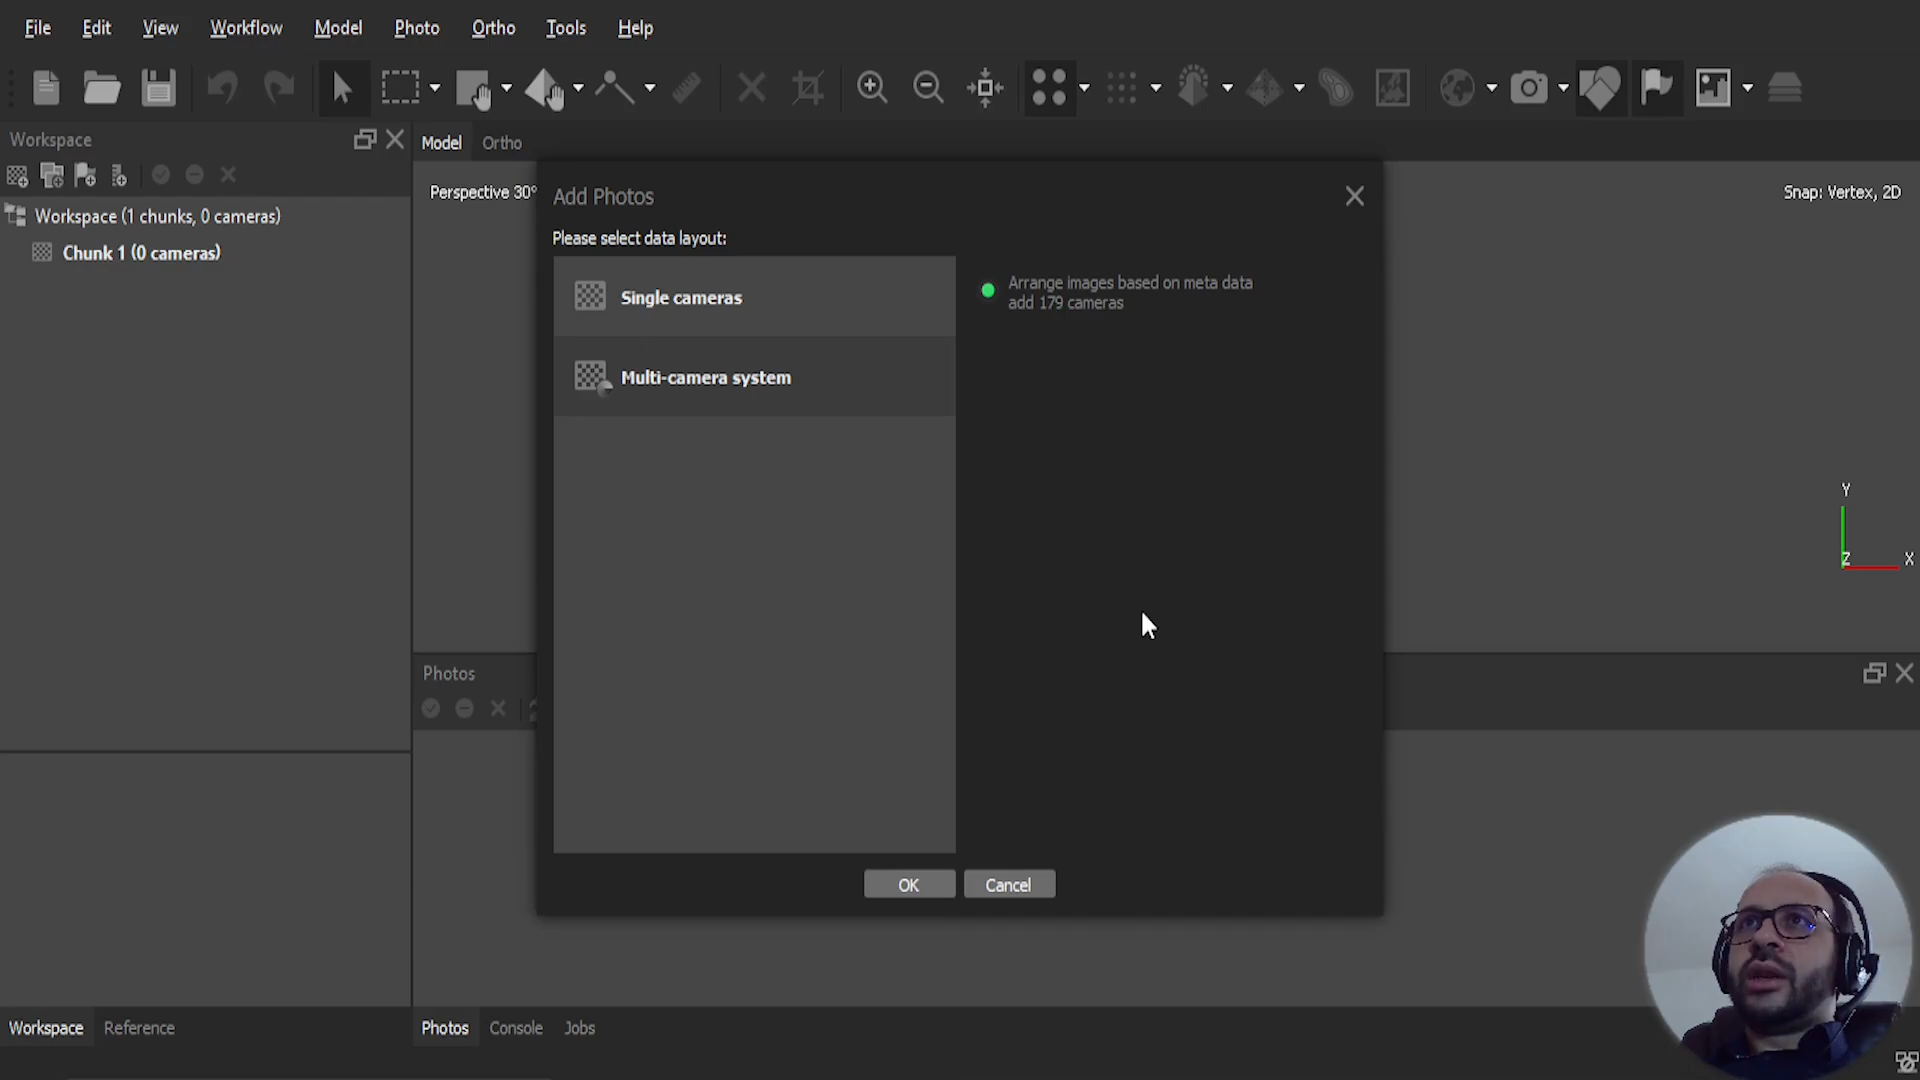 File Edit View Workflow Model Photo Ortho Tools Help
Workspace
Model Ortho
Workspace (1 chunks, 0 cameras)
Chunk 1 (0 cameras)
Perspective 30°
Snap: Vertex, 2D
Add Photos
Please select data layout:
Single cameras
Multi-camera system
Arrange images based on meta data
add 179 cameras
Y
Z
X
Photos
OK Cancel
Workspace Reference
Photos Console Jobs